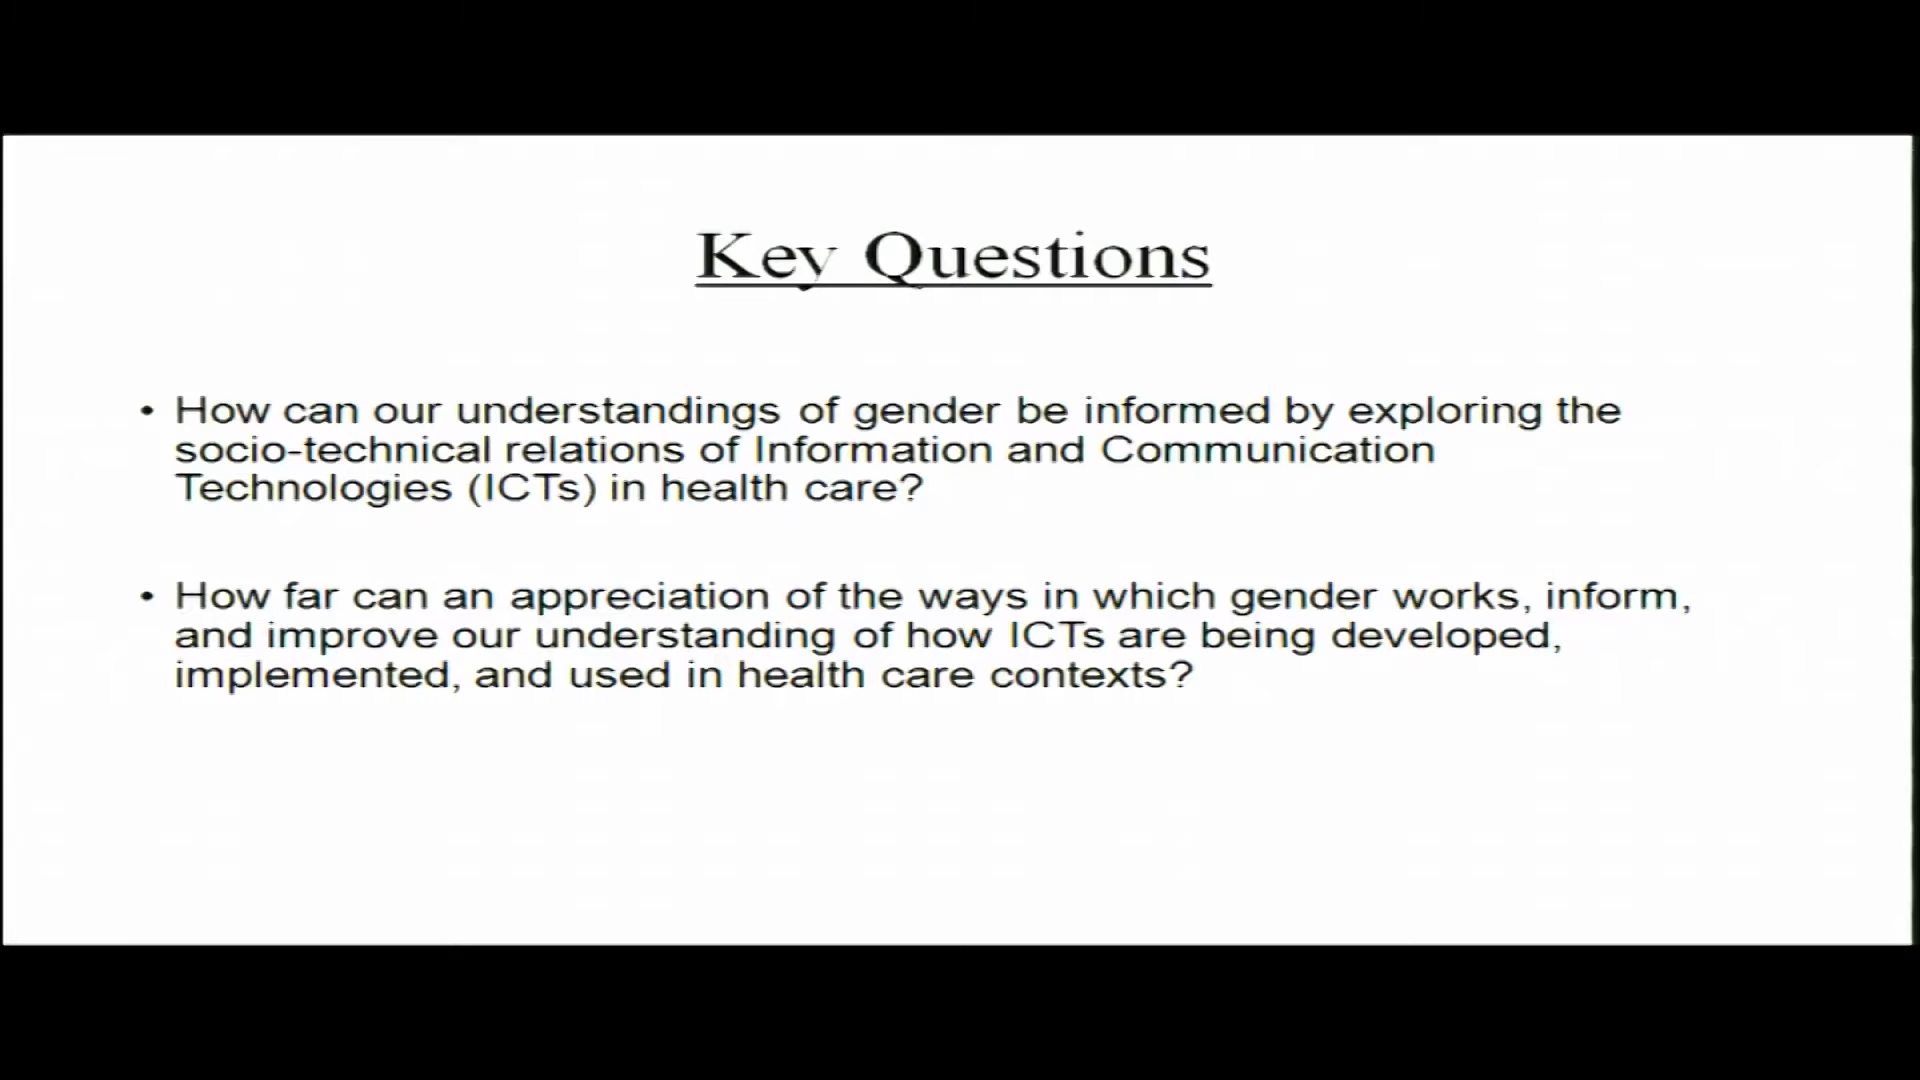 Key Questions
• How can our understandings of gender be informed by exploring the
socio-technical relations of Information and Communication
Technologies (ICTs) in health care?
• How far can an appreciation of the ways in which gender works, inform,
and improve our understanding of how ICTs are being developed,
implemented, and used in health care contexts?